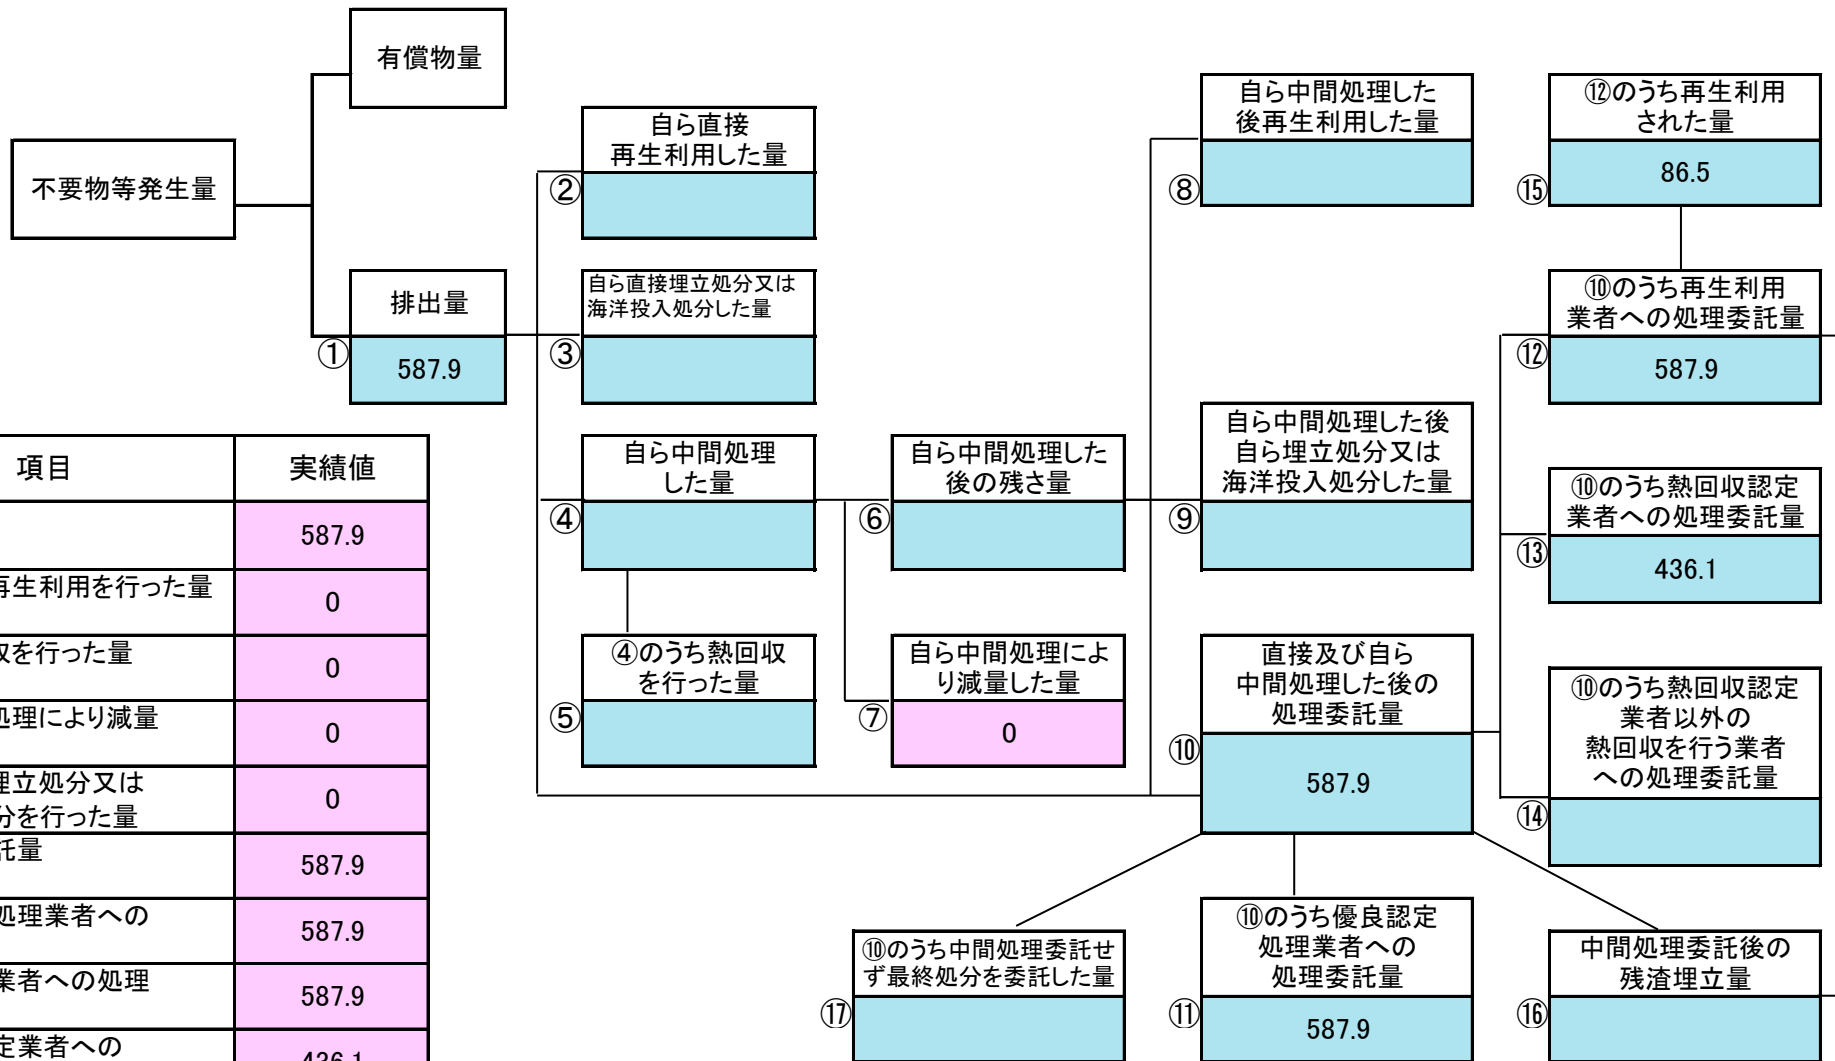 有償物量
不要物等発生量
排出量
①
587.9
自ら直接
再生利用した量
②
自ら直接埋立処分又は
海洋投入処分した量
③
自ら中間処理
した量
④
④のうち熱回収
を行った量
⑤
自ら中間処理した
後の残さ量
⑥
自ら中間処理によ
り減量した量
⑦
0
自ら中間処理した
後再生利用した量
⑧
自ら中間処理した後
自ら埋立処分又は
海洋投入処分した量
⑨
直接及び自ら
中間処理した後の
処理委託量
⑩
587.9
⑫のうち再生利用
された量
⑮
86.5
⑩のうち再生利用
業者への処理委託量
⑫
587.9
⑩のうち熱回収認定
業者への処理委託量
⑬
436.1
⑩のうち熱回収認定
業者以外の
熱回収を行う業者
への処理委託量
⑭
⑩のうち中間処理委託せ
ず最終処分を委託した量
⑰
⑩のうち優良認定
処理業者への
処理委託量
⑪
587.9
中間処理委託後の
残渣埋立量
⑯
項目 実績値
587.9
再生利用を行った量 0
収を行った量 0
処理により減量 0
埋立処分又は
分を行った量 0
託量 587.9
処理業者への 587.9
業者への処理 587.9
定業者への 436.1